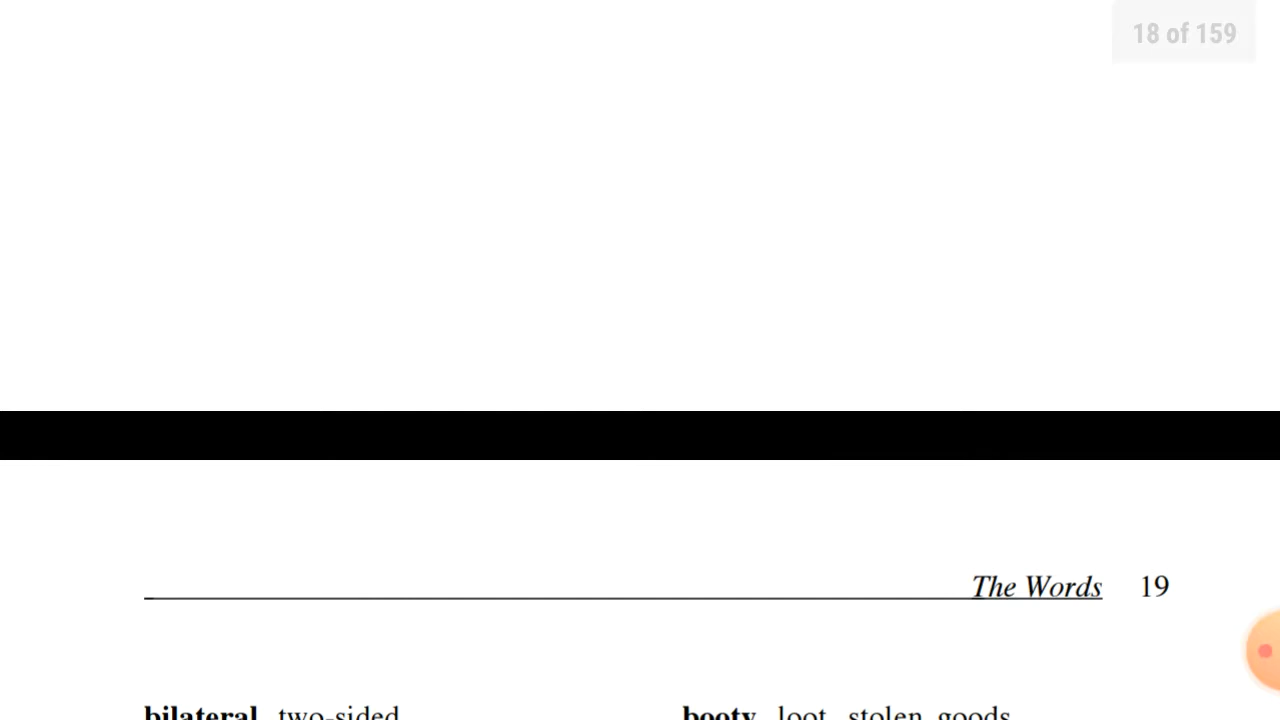 18 of 159
The Words 19
bilateral two-sided
booty loot, stolen goods